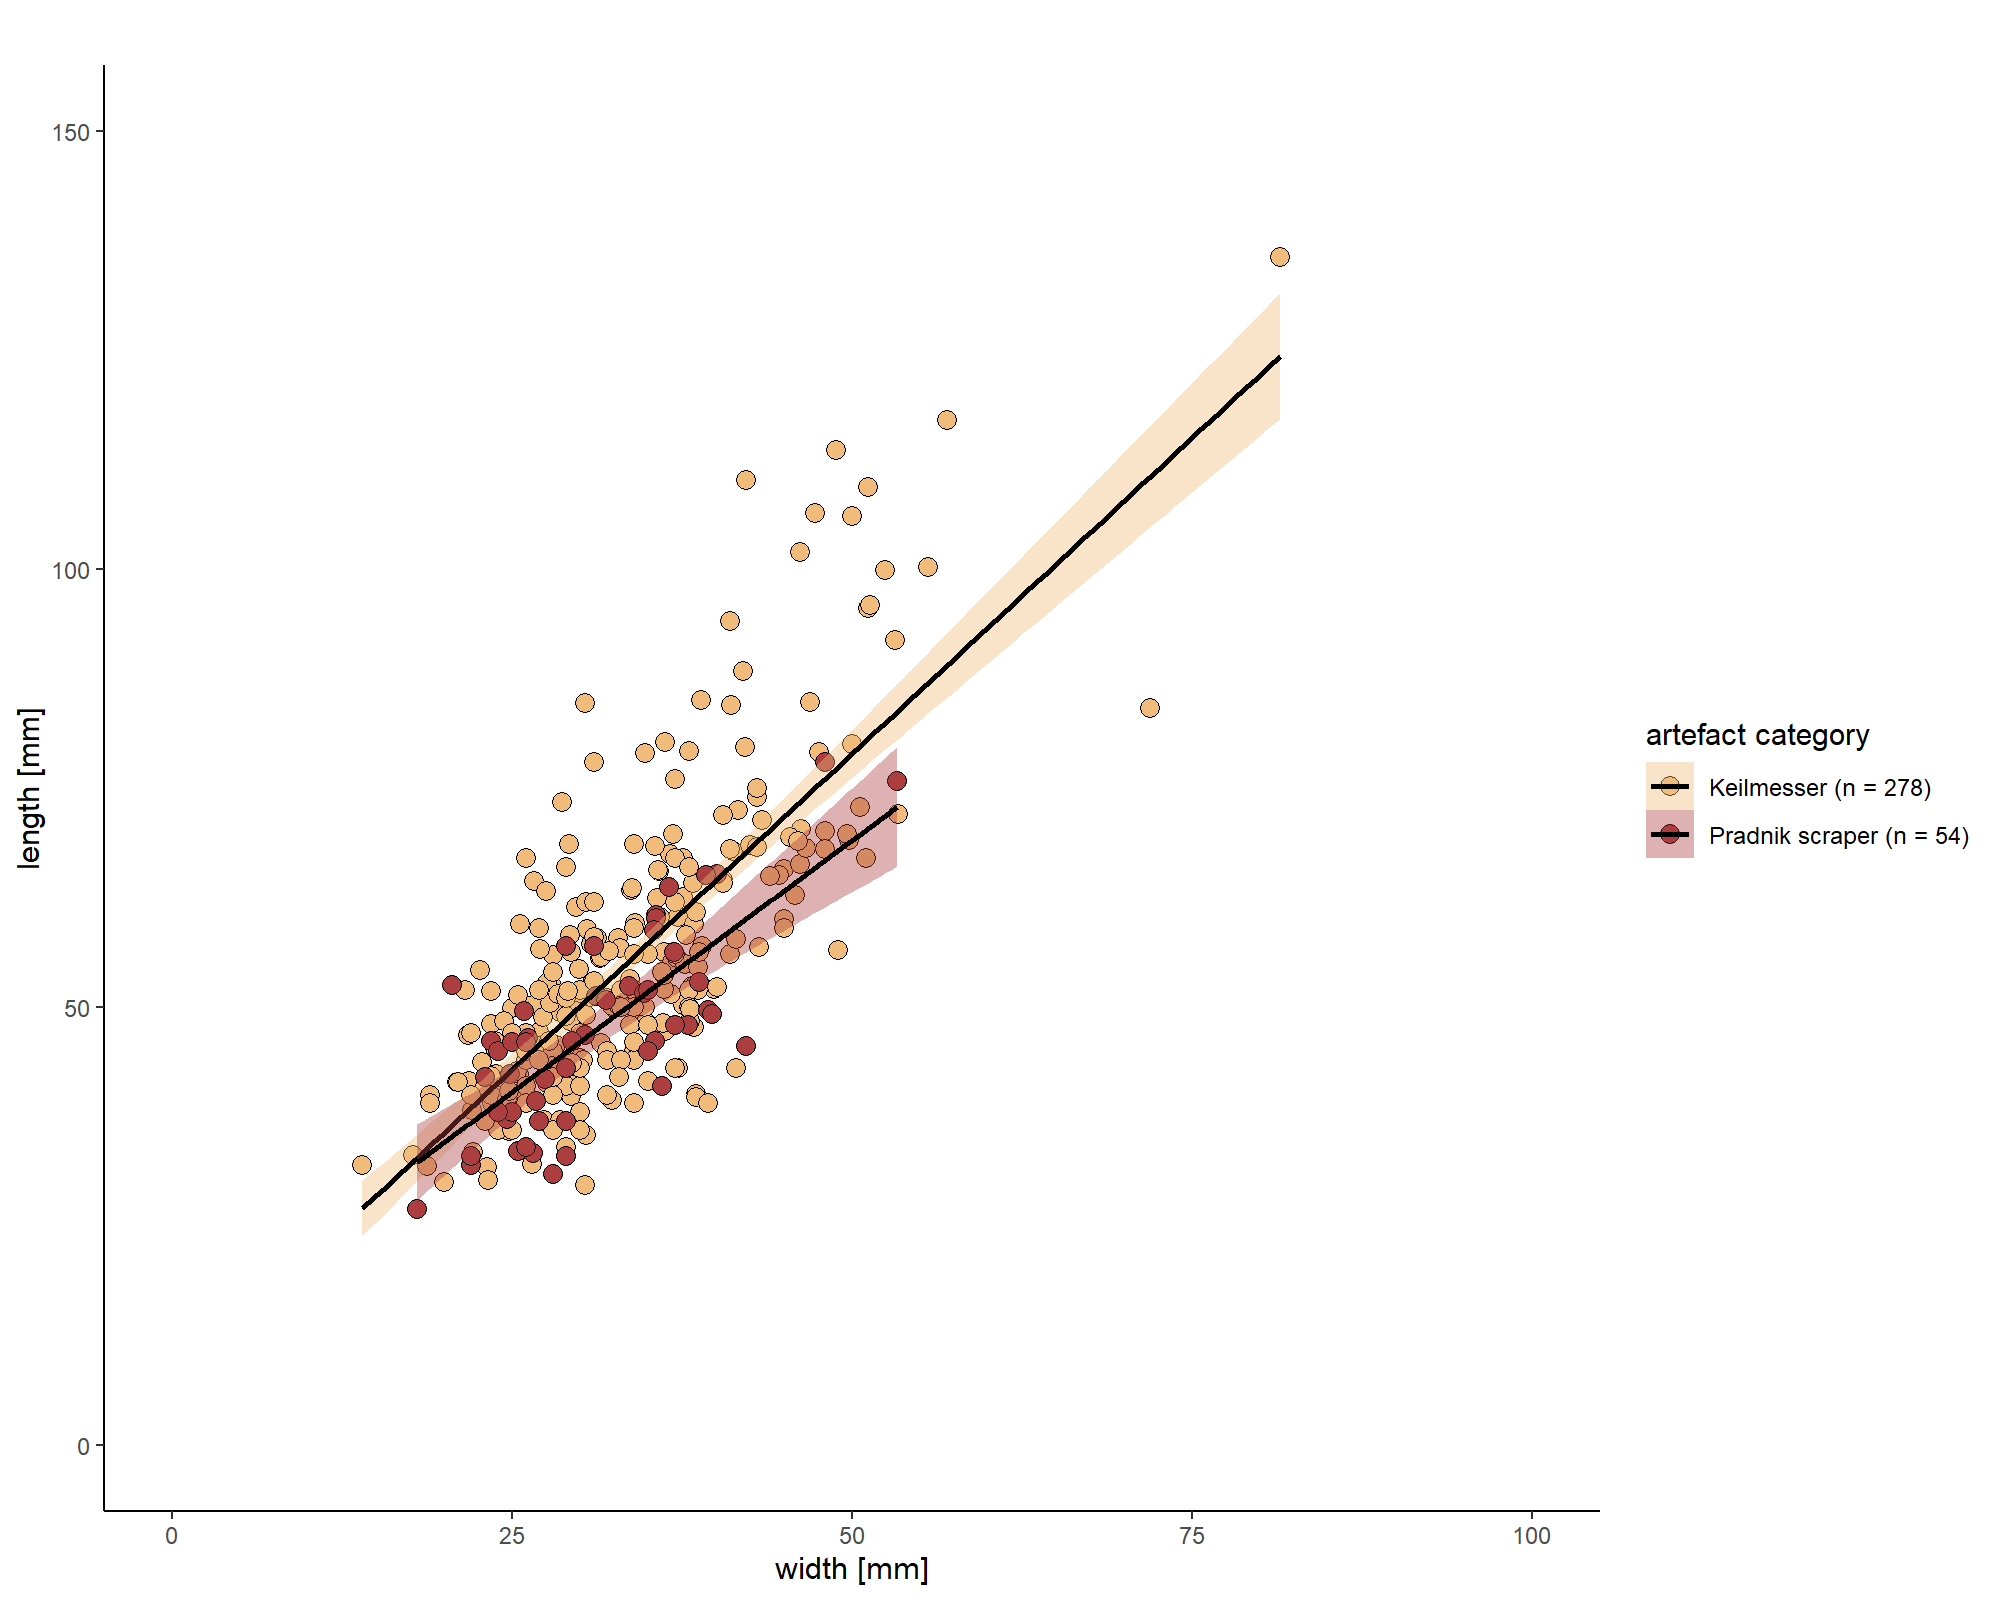 150
100
50
0
length [mm]
0 25 50 75 100
width [mm]
artefact category
Keilmesser (n = 278)
Pradnik scraper (n = 54)